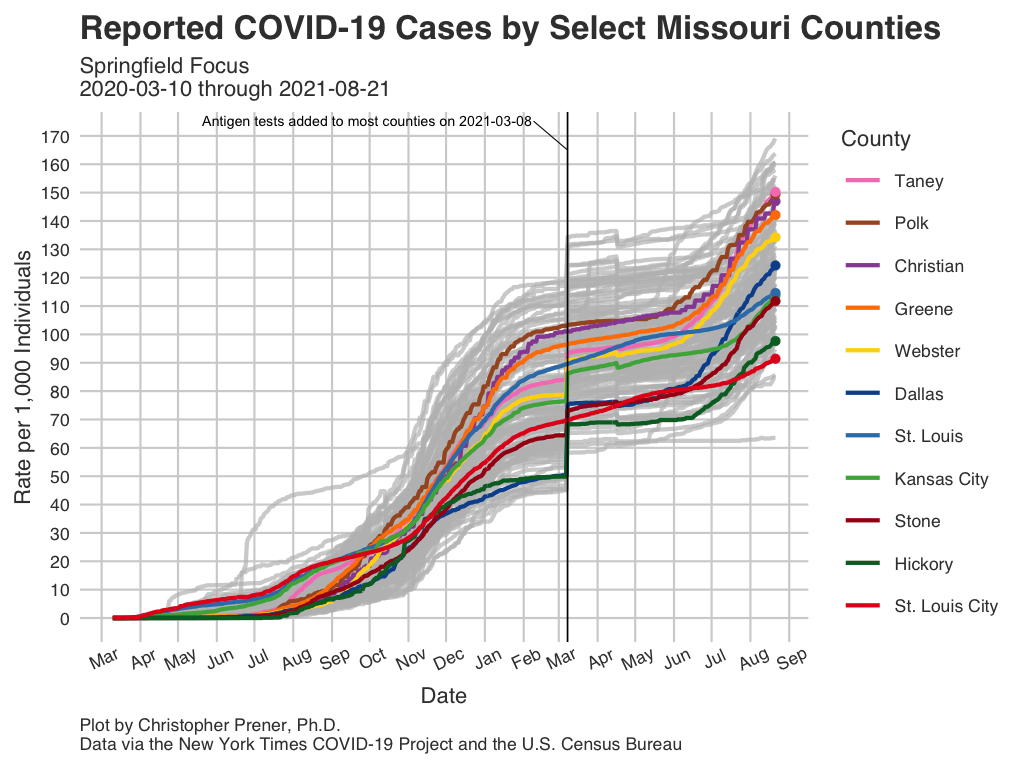 Reported COVID-19 Cases by Select Missouri Counties
Springfield Focus
2020-03-10 through 2021-08-21
Antigen tests added to most counties on 2021-03-08
Rate per 1,000 Individuals
170
160
150
140
130
120
110
100
90
80
70
60
50
40
30
20
10
0
Mar Apr May Jun Jul Aug Sep Oct Nov Dec Jan Feb Mar Apr May Jun Jul Aug Sep
Date
County
Taney
Polk
Christian
Greene
Webster
Dallas
St. Louis
Kansas City
Stone
Hickory
St. Louis City
Plot by Christopher Prener, Ph.D.
Data via the New York Times COVID-19 Project and the U.S. Census Bureau